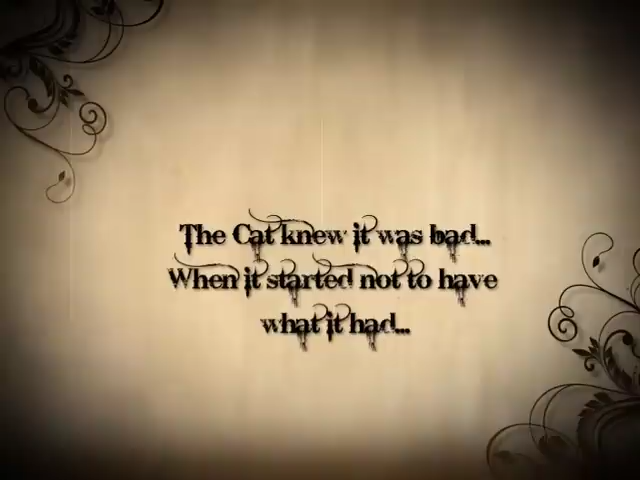 The Cat knew it was bad...
When it started not to have
what it had...